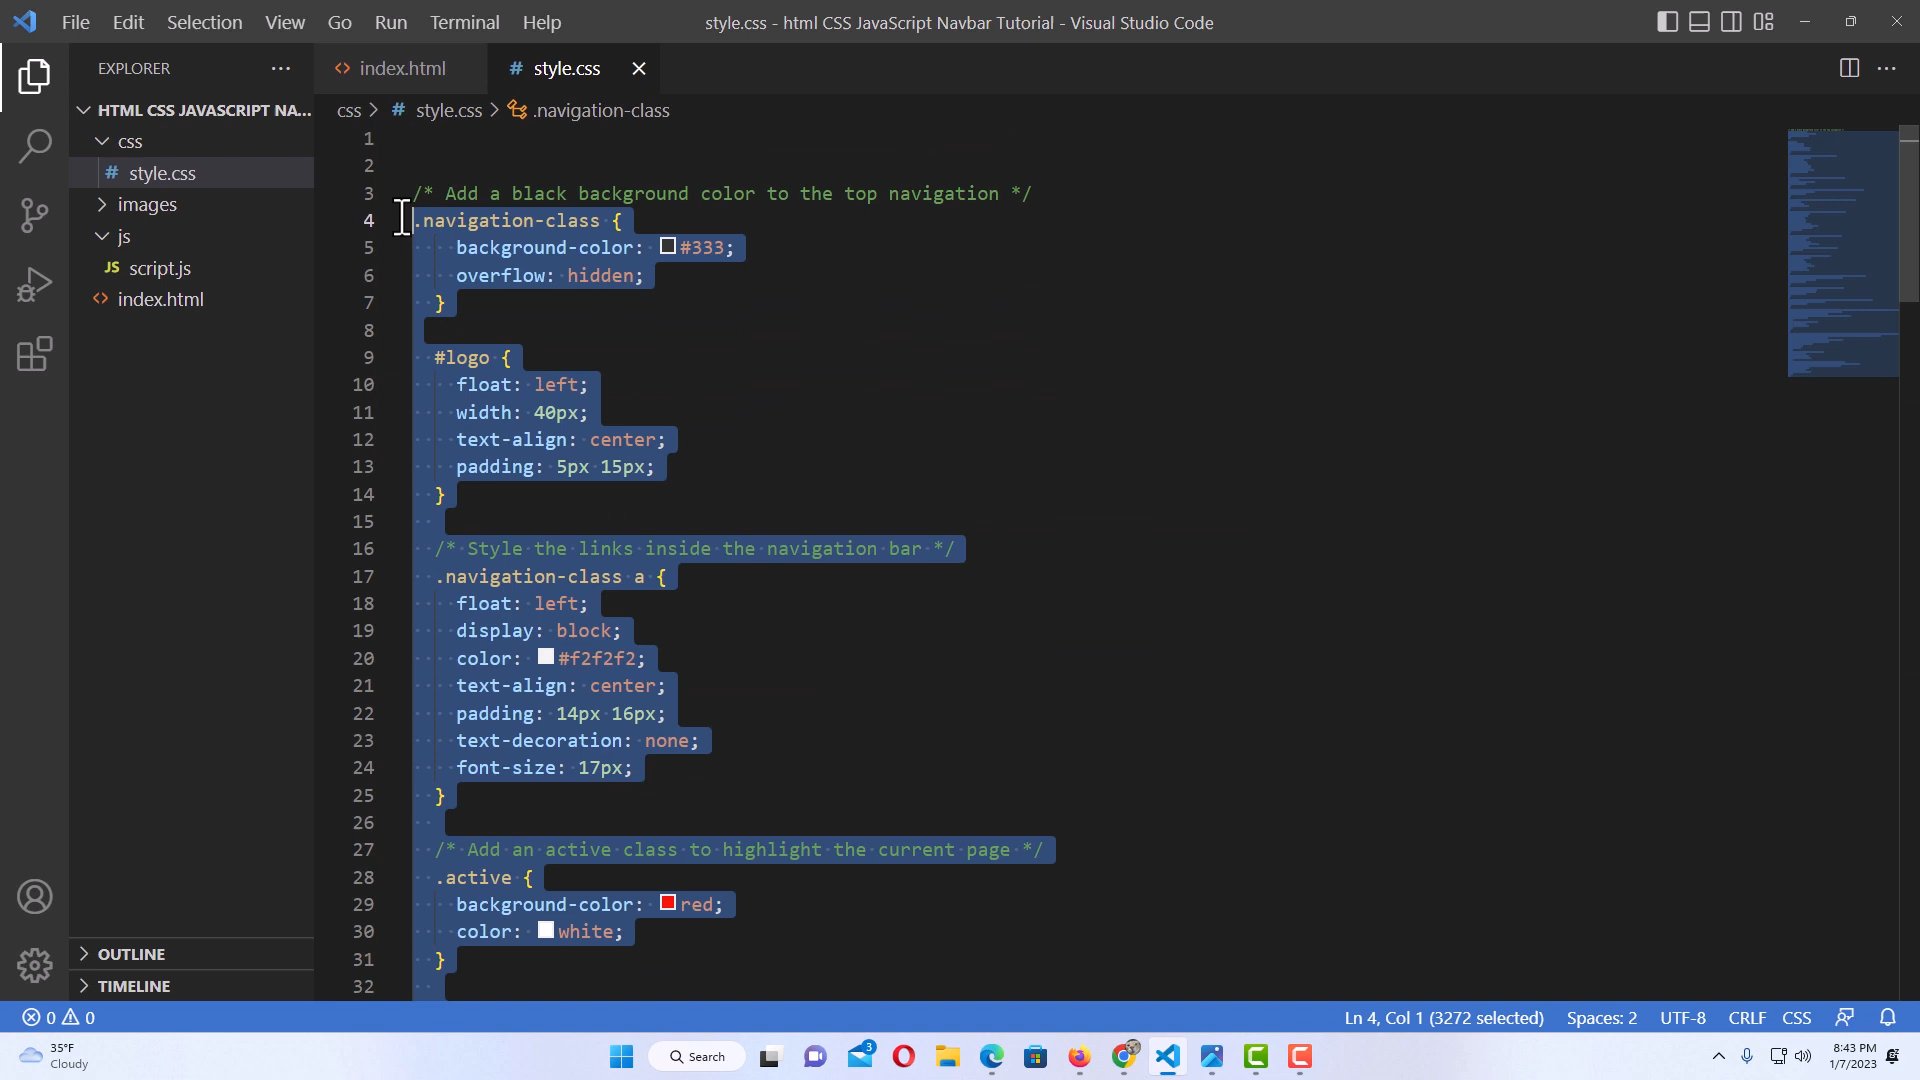 File Edit Selection View Go Run Terminal Help
style.css - html CSS JavaScript Navbar Tutorial - Visual Studio Code
EXPLORER
HTML CSS JAVASCRIPT NA...
css
# style.css
images
js
JS script.js
<> index.html
OUTLINE
TIMELINE
<> index.html
# style.css
css > # style.css > .navigation-class
1
2
3 /* Add a black background color to the top navigation */
4 .navigation-class {
5 background-color: #333;
6 overflow: hidden;
7 }
8
9 #logo {
10 float: left;
11 width: 40px;
12 text-align: center;
13 padding: 5px 15px;
14 }
15
16 /* Style the links inside the navigation bar */
17 .navigation-class a {
18 float: left;
19 display: block;
20 color: #f2f2f2;
21 text-align: center;
22 padding: 14px 16px;
23 text-decoration: none;
24 font-size: 17px;
25 }
26
27 /* Add an active class to highlight the current page */
28 .active {
29 background-color: red;
30 color: white;
31 }
32
0 0
Ln 4, Col 1 (3272 selected) Spaces: 2 UTF-8 CRLF CSS
35°F
Cloudy
Search
3
8:43 PM
1/7/2023